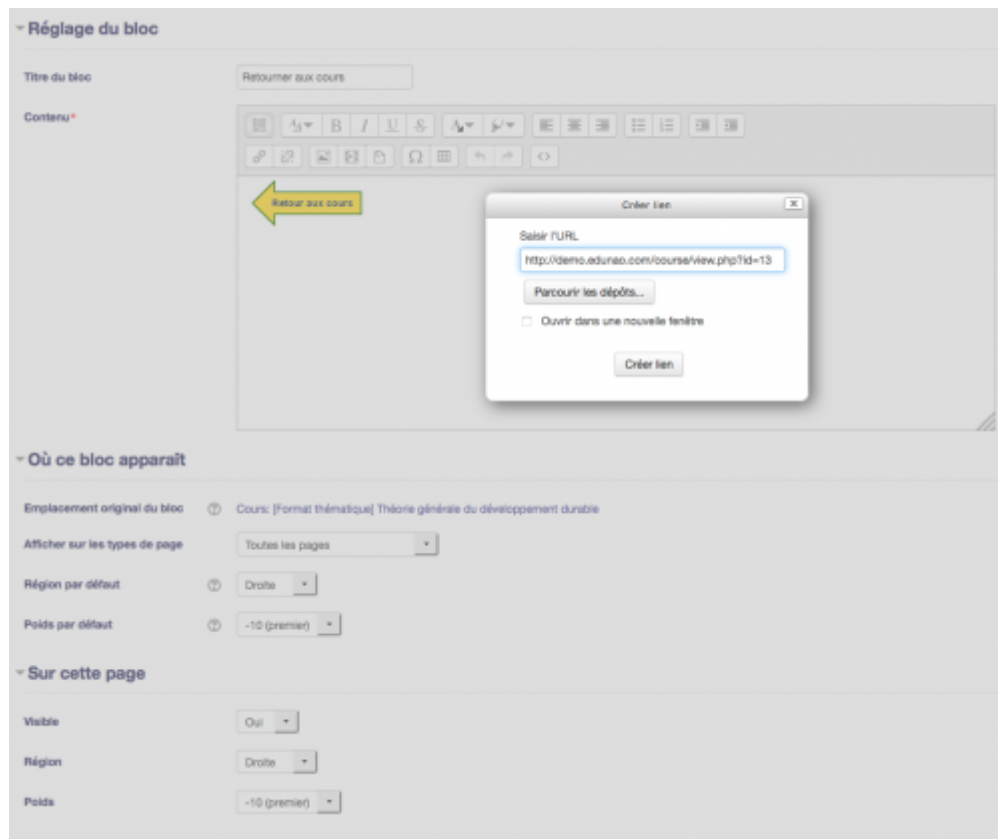 Réglage du bloc
Titre du bloc
Retourner aux cours
Contenu*
Retour aux cours
Créer lien
Saisir l'URL
http://demo.edunao.com/course/view.php?id=13
Parcourir les dépôts...
Ouvrir dans une nouvelle fenêtre
Créer lien
Où ce bloc apparaît
Emplacement original du bloc
Cours: [Format thématique] Théorie générale du développement durable
Afficher sur les types de page
Toutes les pages
Région par défaut
Droite
Poids par défaut
-10 (premier)
Sur cette page
Visible
Oui
Région
Droite
Poids
-10 (premier)